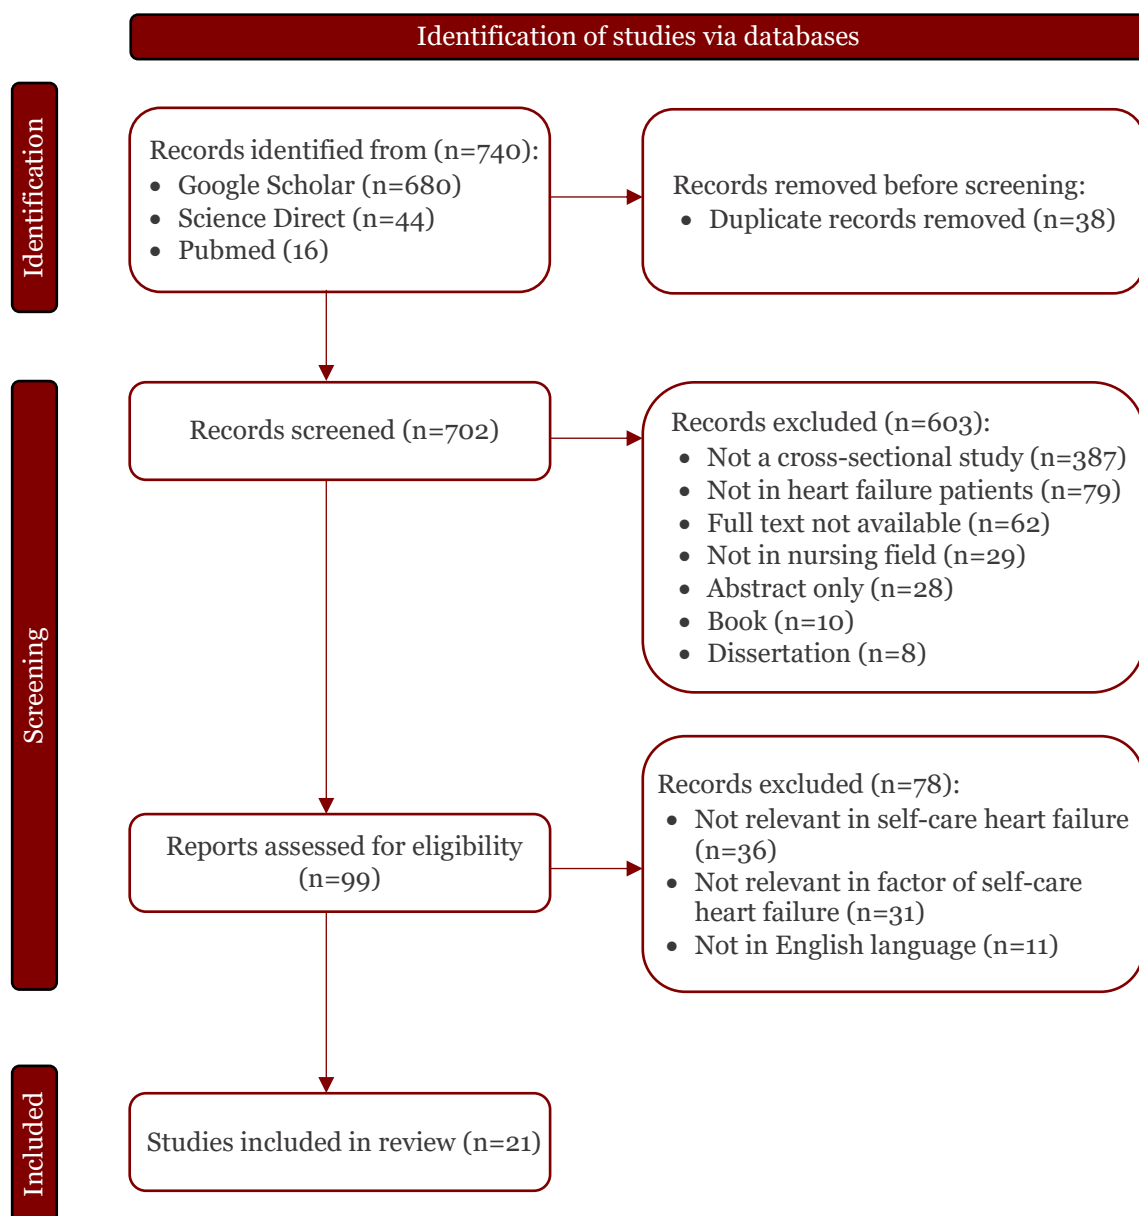 Identification of studies via databases
Identification
Records identified from (n=740):
• Google Scholar (n=680)
• Science Direct (n=44)
• Pubmed (16)
Records removed before screening:
• Duplicate records removed (n=38)
Screening
Records screened (n=702)
Records excluded (n=603):
• Not a cross-sectional study (n=387)
• Not in heart failure patients (n=79)
• Full text not available (n=62)
• Not in nursing field (n=29)
• Abstract only (n=28)
• Book (n=10)
• Dissertation (n=8)
Reports assessed for eligibility
(n=99)
Records excluded (n=78):
• Not relevant in self-care heart failure
(n=36)
• Not relevant in factor of self-care
heart failure (n=31)
• Not in English language (n=11)
Included
Studies included in review (n=21)